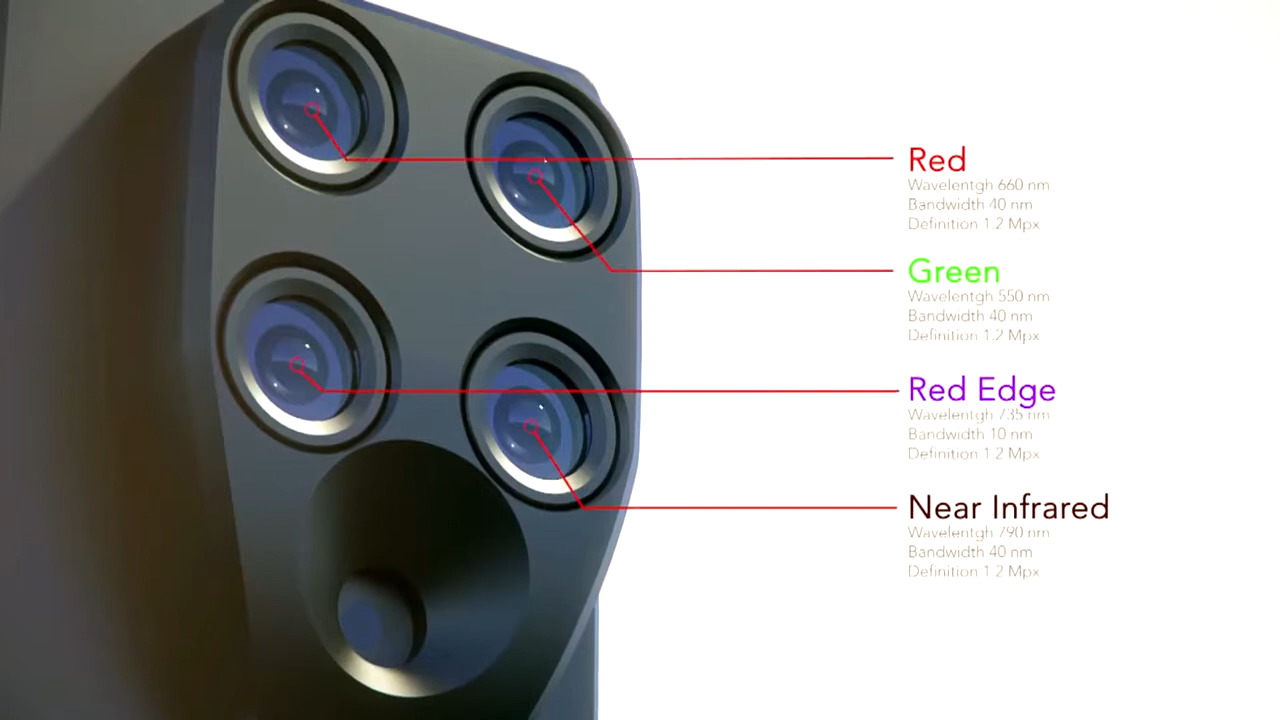 Red
Wavelentgh 660 nm
Bandwidth 40 nm
Definition 1.2 Mpx
Green
Wavelentgh 550 nm
Bandwidth 40 nm
Definition 1.2 Mpx
Red Edge
Wavelentgh 735 nm
Bandwidth 10 nm
Definition 1.2 Mpx
Near Infrared
Wavelentgh 790 nm
Bandwidth 40 nm
Definition 1.2 Mpx